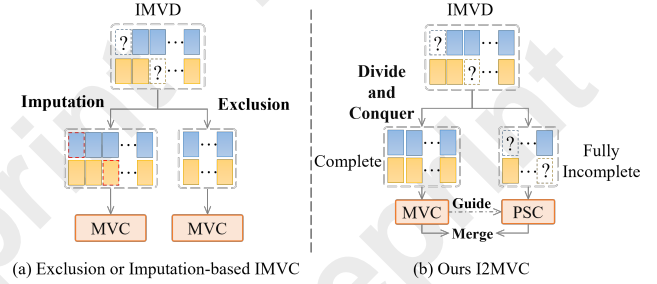 IMVD
?
?
Imputation
Exclusion
MVC
MVC
(a) Exclusion or Imputation-based IMVC
IMVD
?
?
Divide
and
Conquer
Complete
?
?
Fully
Incomplete
MVC
Guide
PSC
Merge
(b) Ours I2MVC